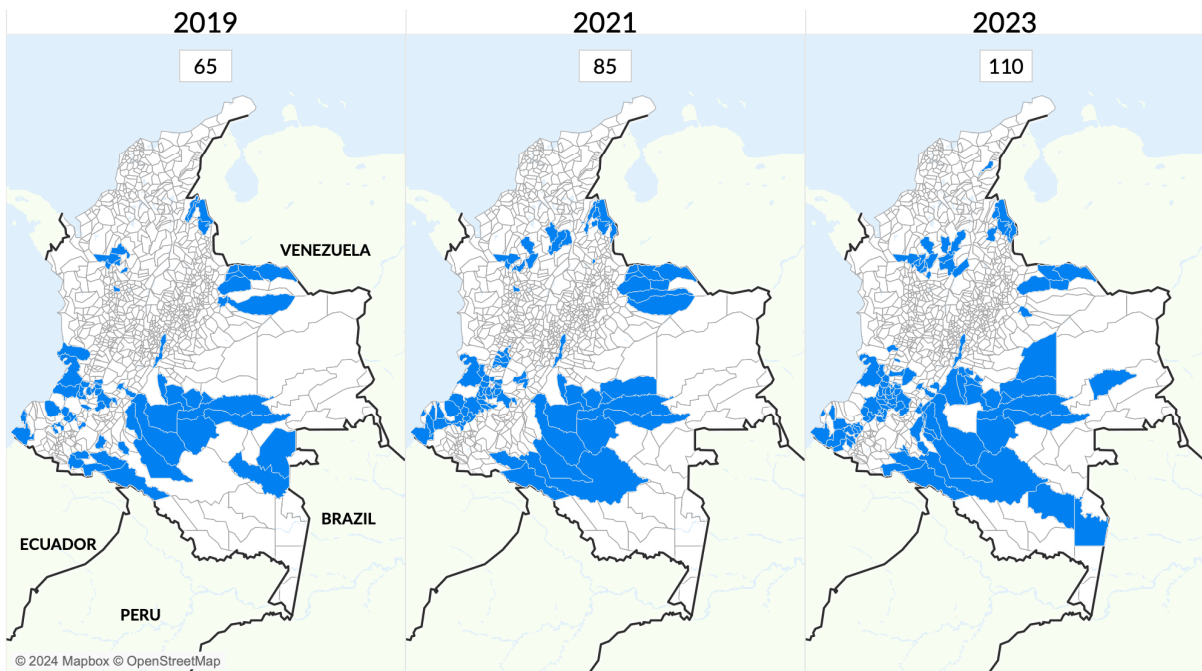 2019
2021
2023
65
85
110
VENEZUELA
BRAZIL
ECUADOR
PERU
© 2024 Mapbox © OpenStreetMap